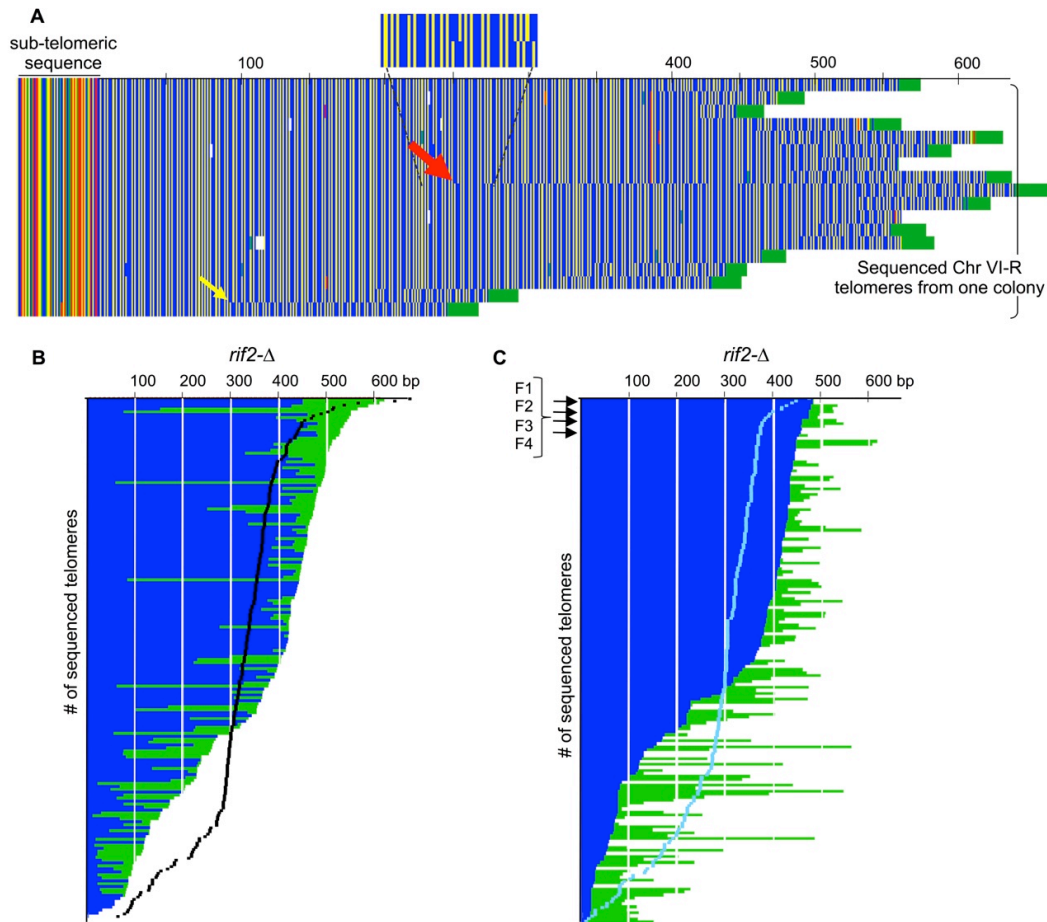 A
sub-telomeric
sequence
100
400
500
600
Sequenced Chr VI-R
telomeres from one colony
B
rif2-Δ
100 200 300 400 500 600 bp
# of sequenced telomeres
C
rif2-Δ
100 200 300 400 500 600 bp
F1
F2
F3
F4
# of sequenced telomeres